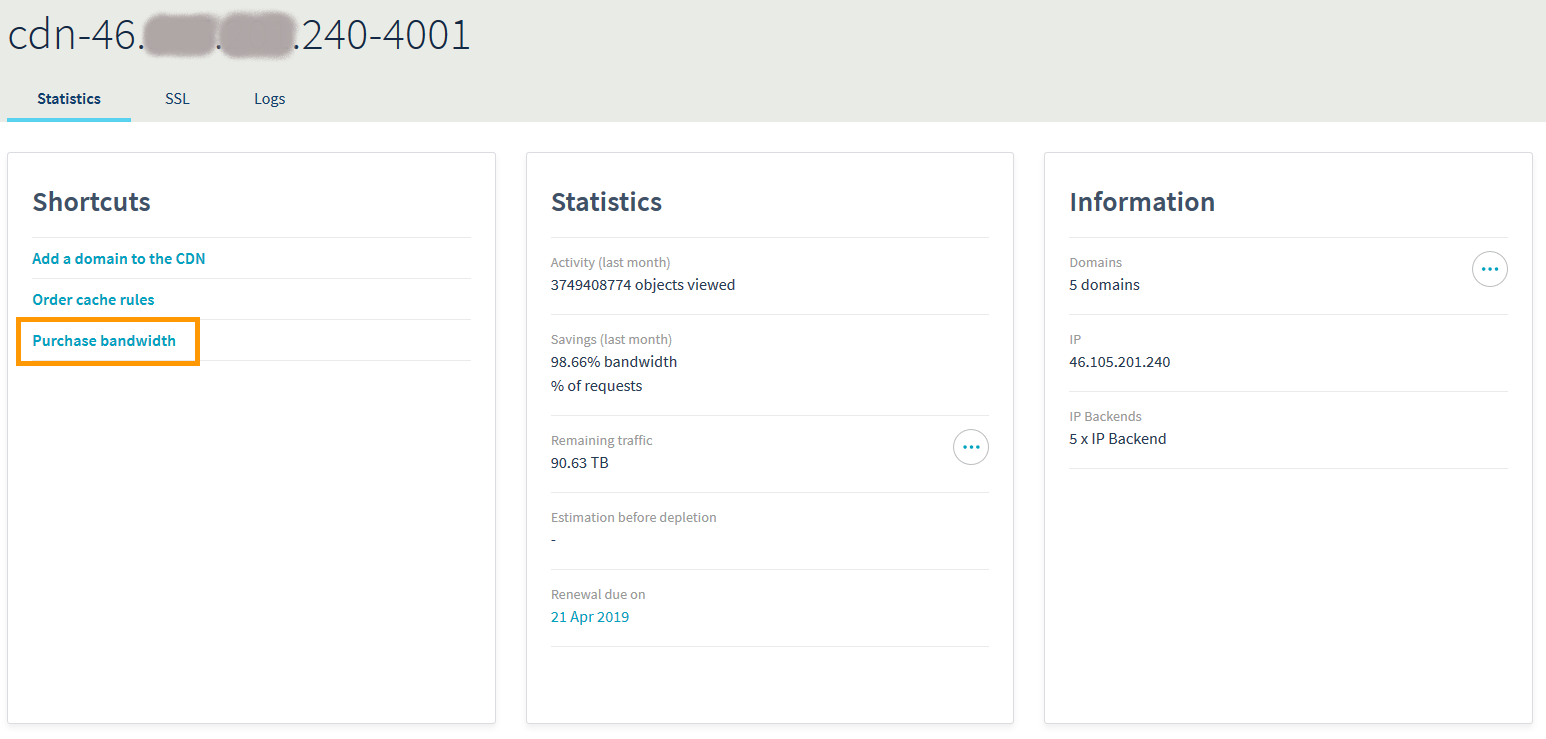 cdn-46. . .240-4001
Statistics SSL Logs
Shortcuts
Add a domain to the CDN
Order cache rules
Purchase bandwidth
Statistics
Activity (last month)
3749408774 objects viewed
Savings (last month)
98.66% bandwidth
% of requests
Remaining traffic
90.63 TB
Estimation before depletion
-
Renewal due on
21 Apr 2019
Information
Domains
5 domains
IP
46.105.201.240
IP Backends
5 x IP Backend